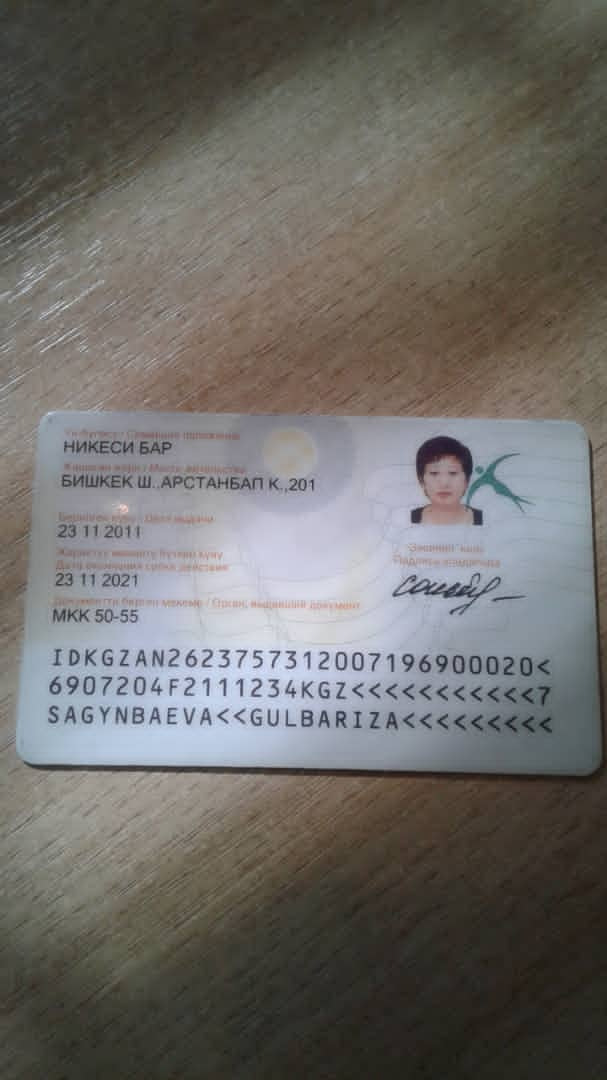 Үй-бүлөсү / Семейное положение
НИКЕСИ БАР
Жашаган жери / Место жительства
БИШКЕК Ш.,АРСТАНБАП К.,201
Берилген күнү / Дата выдачи
23 11 2011
Жарактуу мөөнөтү бүткөн күнү
Дата окончания срока действия
23 11 2021
Документти берген мекеме / Орган, выдавший документ
МКК 50-55
Ээсинин колу
Подпись владельца
IDKGZAN2623757312007196900020<
6907204F2111234KGZ<<<<<<<<<<<7
SAGYNBAEVA<<GULBARIZA<<<<<<<<<